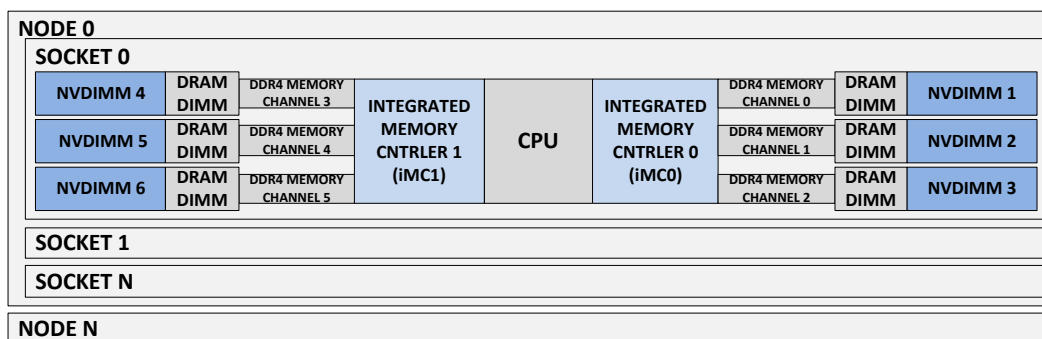 NODE 0
SOCKET 0
NVDIMM 4
DRAM
DIMM
DDR4 MEMORY
CHANNEL 3
NVDIMM 5
DRAM
DIMM
DDR4 MEMORY
CHANNEL 4
NVDIMM 6
DRAM
DIMM
DDR4 MEMORY
CHANNEL 5
INTEGRATED
MEMORY
CNTRLER 1
(iMC1)
CPU
INTEGRATED
MEMORY
CNTRLER 0
(iMC0)
DDR4 MEMORY
CHANNEL 0
DRAM
DIMM
NVDIMM 1
DDR4 MEMORY
CHANNEL 1
DRAM
DIMM
NVDIMM 2
DDR4 MEMORY
CHANNEL 2
DRAM
DIMM
NVDIMM 3
SOCKET 1
SOCKET N
NODE N